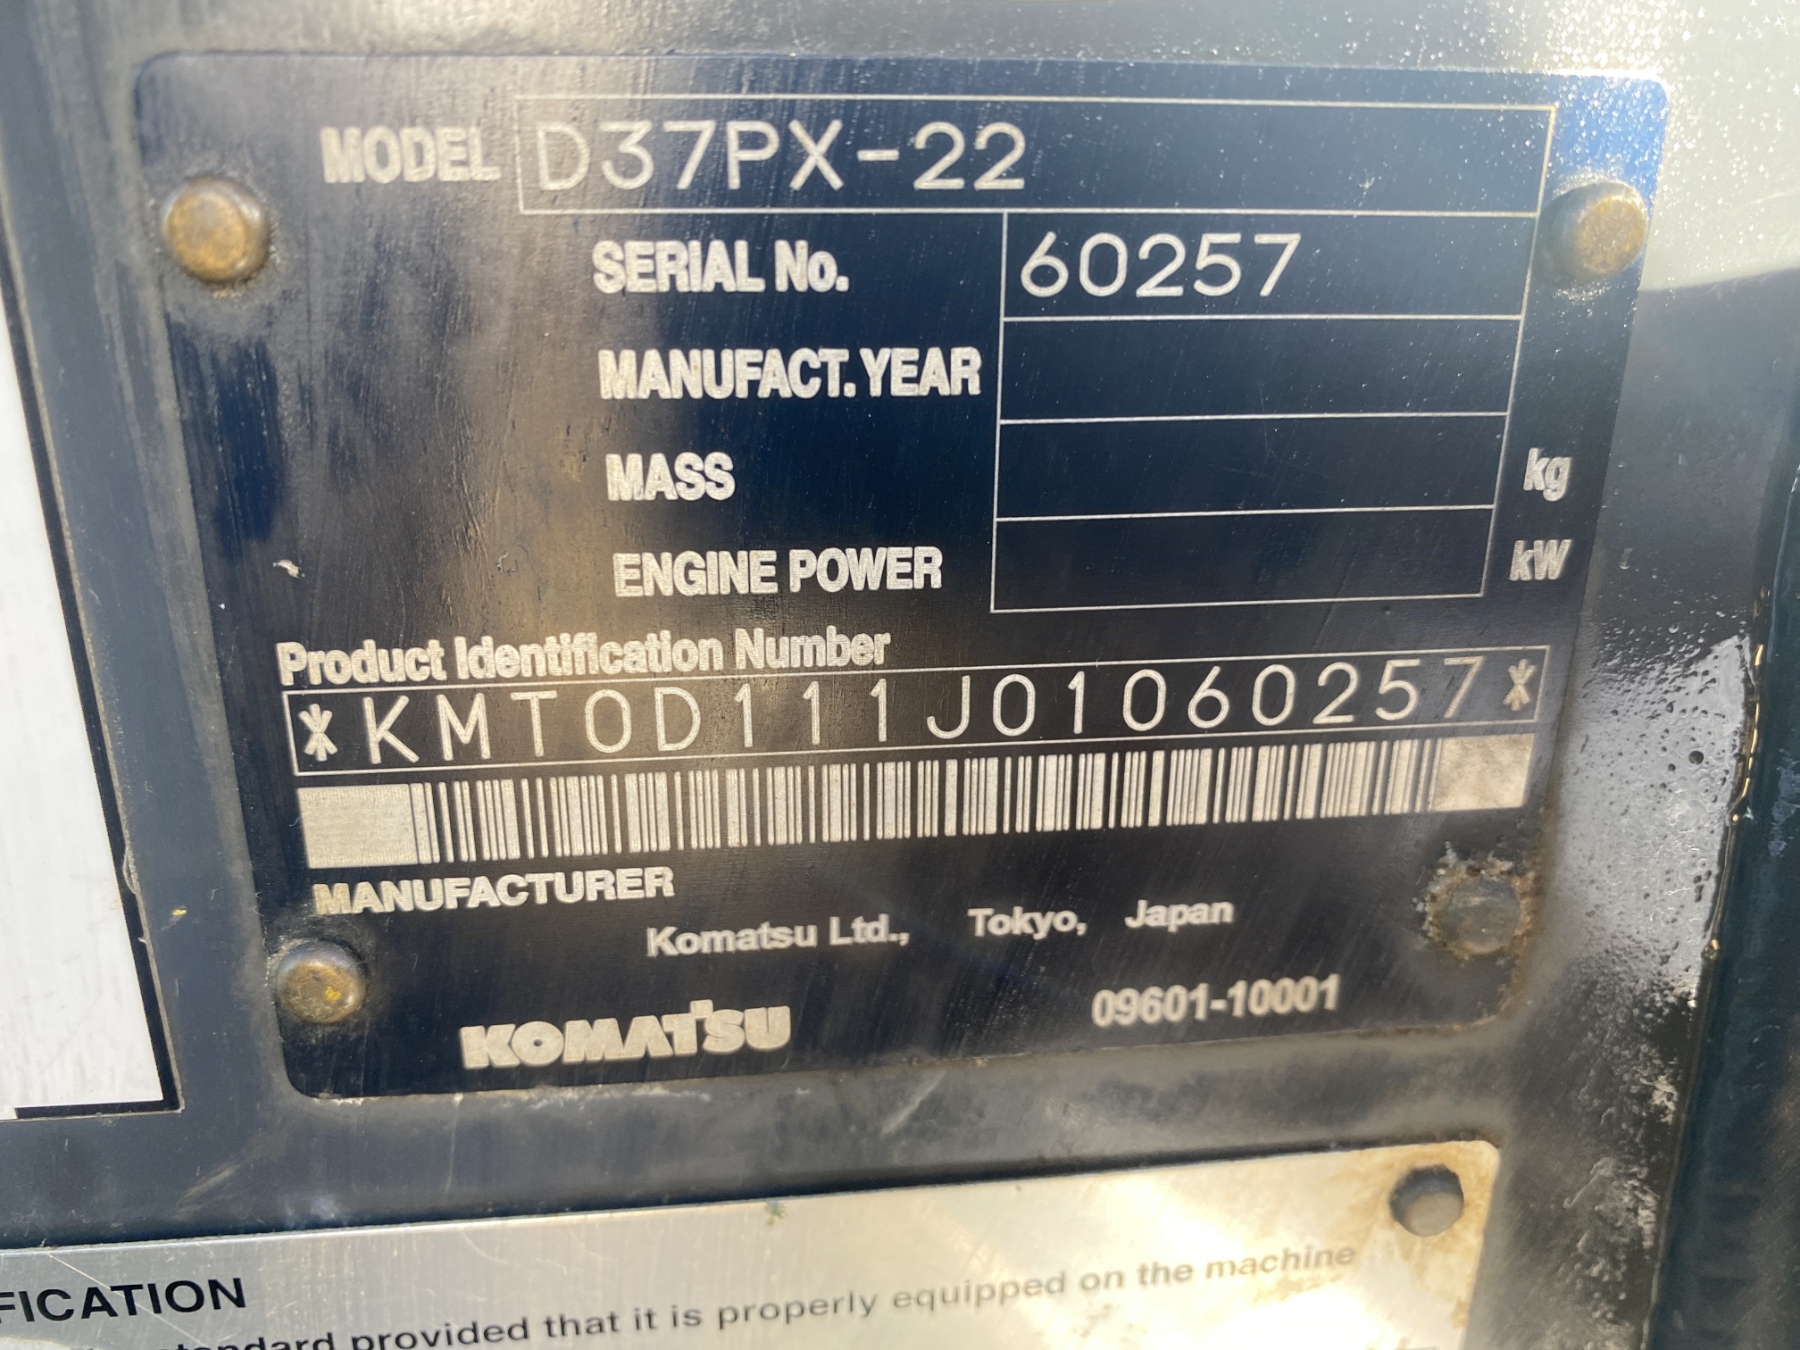 MODEL D37PX-22
SERIAL No. 60257
MANUFACT. YEAR
MASS kg
ENGINE POWER kW
Product Identification Number
*KMT0D111J01060257*
MANUFACTURER
Komatsu Ltd., Tokyo, Japan
KOMATSU 09601-10001
FICATION
standard provided that it is properly equipped on the machine